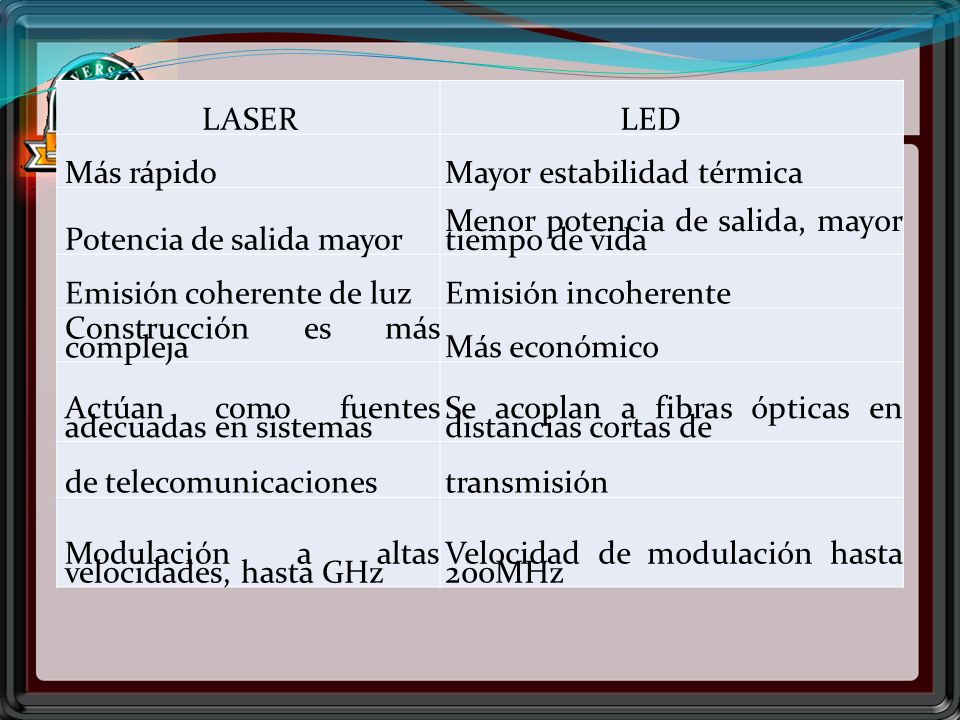 VERS
LASER
LED
Más rápido
Mayor estabilidad térmica
Potencia de salida mayor
Menor potencia de salida, mayor
tiempo de vida
Emisión coherente de luz
Emisión incoherente
Construcción es más
compleja
Más económico
Actúan como fuentes
adecuadas en sistemas
Se acoplan a fibras ópticas en
distancias cortas de
de telecomunicaciones
transmisión
Modulación a altas
velocidades, hasta GHz
Velocidad de modulación hasta
200MHz